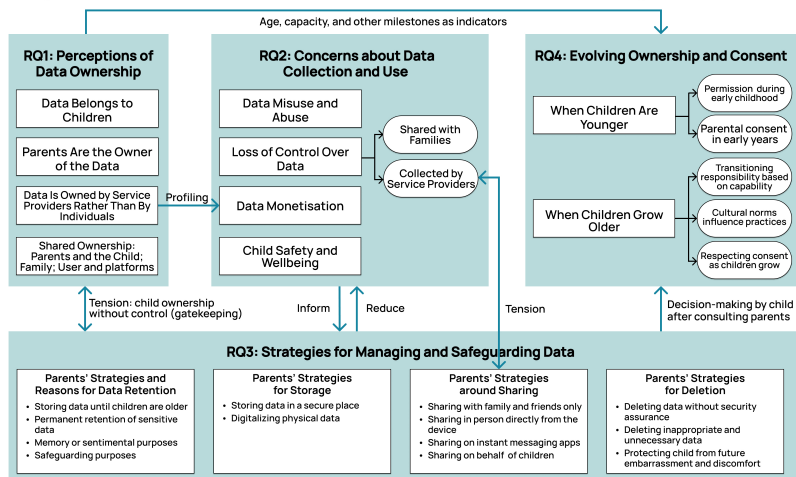 Age, capacity, and other milestones as indicators
RQ1: Perceptions of
Data Ownership
Data Belongs to
Children
Parents Are the Owner
of the Data
Data Is Owned by Service
Providers Rather Than By
Individuals
Shared Ownership:
Parents and the Child;
Family; User and platforms
Profiling
RQ2: Concerns about Data
Collection and Use
Data Misuse and
Abuse
Loss of Control Over
Data
Data Monetisation
Child Safety and
Wellbeing
Shared with
Families
Collected by
Service Providers
RQ4: Evolving Ownership and Consent
When Children Are
Younger
Permission during
early childhood
Parental consent
in early years
When Children Grow
Older
Transitioning
responsibility based
on capability
Cultural norms
influence practices
Respecting consent
as children grow
Tension: child ownership
without control (gatekeeping)
Inform
Reduce
Tension
Decision-making by child
after consulting parents
RQ3: Strategies for Managing and Safeguarding Data
Parents' Strategies and
Reasons for Data Retention
• Storing data until children are older
• Permanent retention of sensitive
data
• Memory or sentimental purposes
• Safeguarding purposes
Parents' Strategies
for Storage
• Storing data in a secure place
• Digitalizing physical data
Parents' Strategies
around Sharing
• Sharing with family and friends only
• Sharing in person directly from the
device
• Sharing on instant messaging apps
• Sharing on behalf of children
Parents' Strategies
for Deletion
• Deleting data without security
assurance
• Deleting inappropriate and
unnecessary data
• Protecting child from future
embarrassment and discomfort